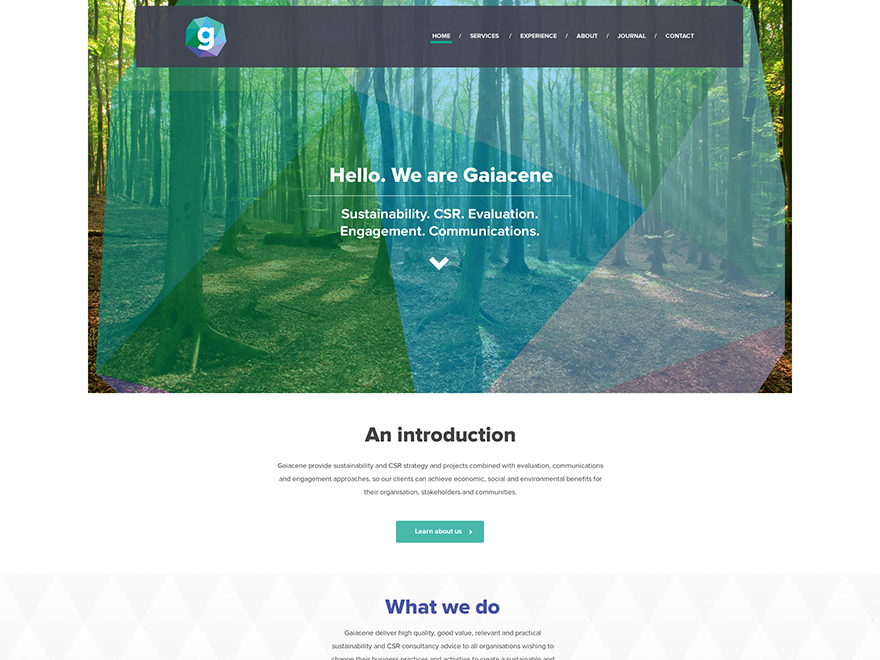 g
HOME / SERVICES / EXPERIENCE / ABOUT / JOURNAL / CONTACT
Hello. We are Gaiacene
Sustainability. CSR. Evaluation.
Engagement. Communications.
An introduction
Gaiacene provide sustainability and CSR strategy and projects combined with evaluation, communications
and engagement approaches, so our clients can achieve economic, social and environmental benefits for
their organisation, stakeholders and communities.
Learn about us
What we do
Gaiacene deliver high quality, good value, relevant and practical
sustainability and CSR consultancy advice to all organisations wishing to
change their business practices and activities to create a sustainable and